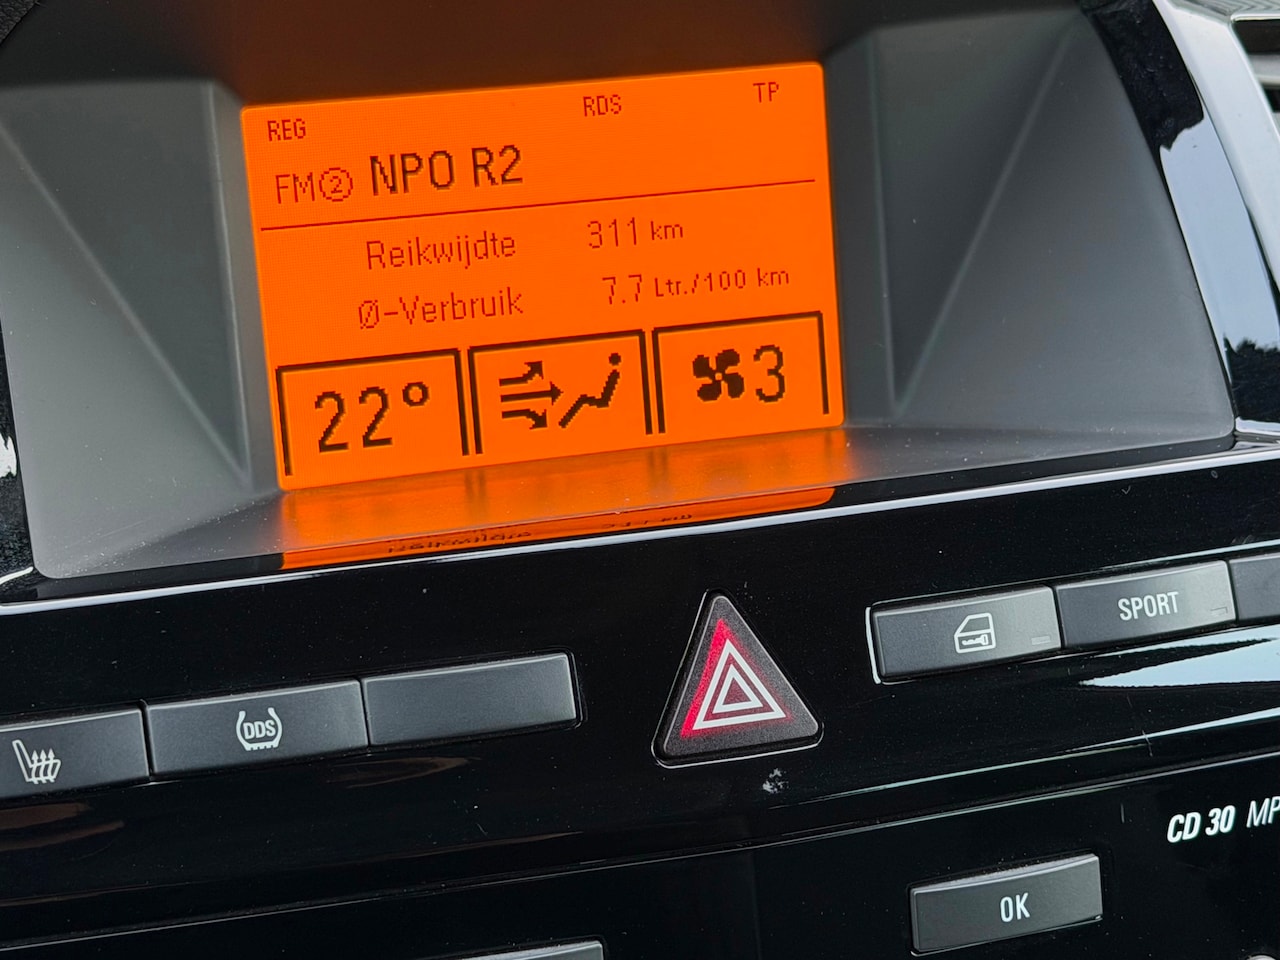 REG RDS TP
FM② NPO R2
Reikwijdte 311 km
Ø-Verbruik 7.7 Ltr./100 km
22° 3
SPORT
DDS
CD 30 MP
OK